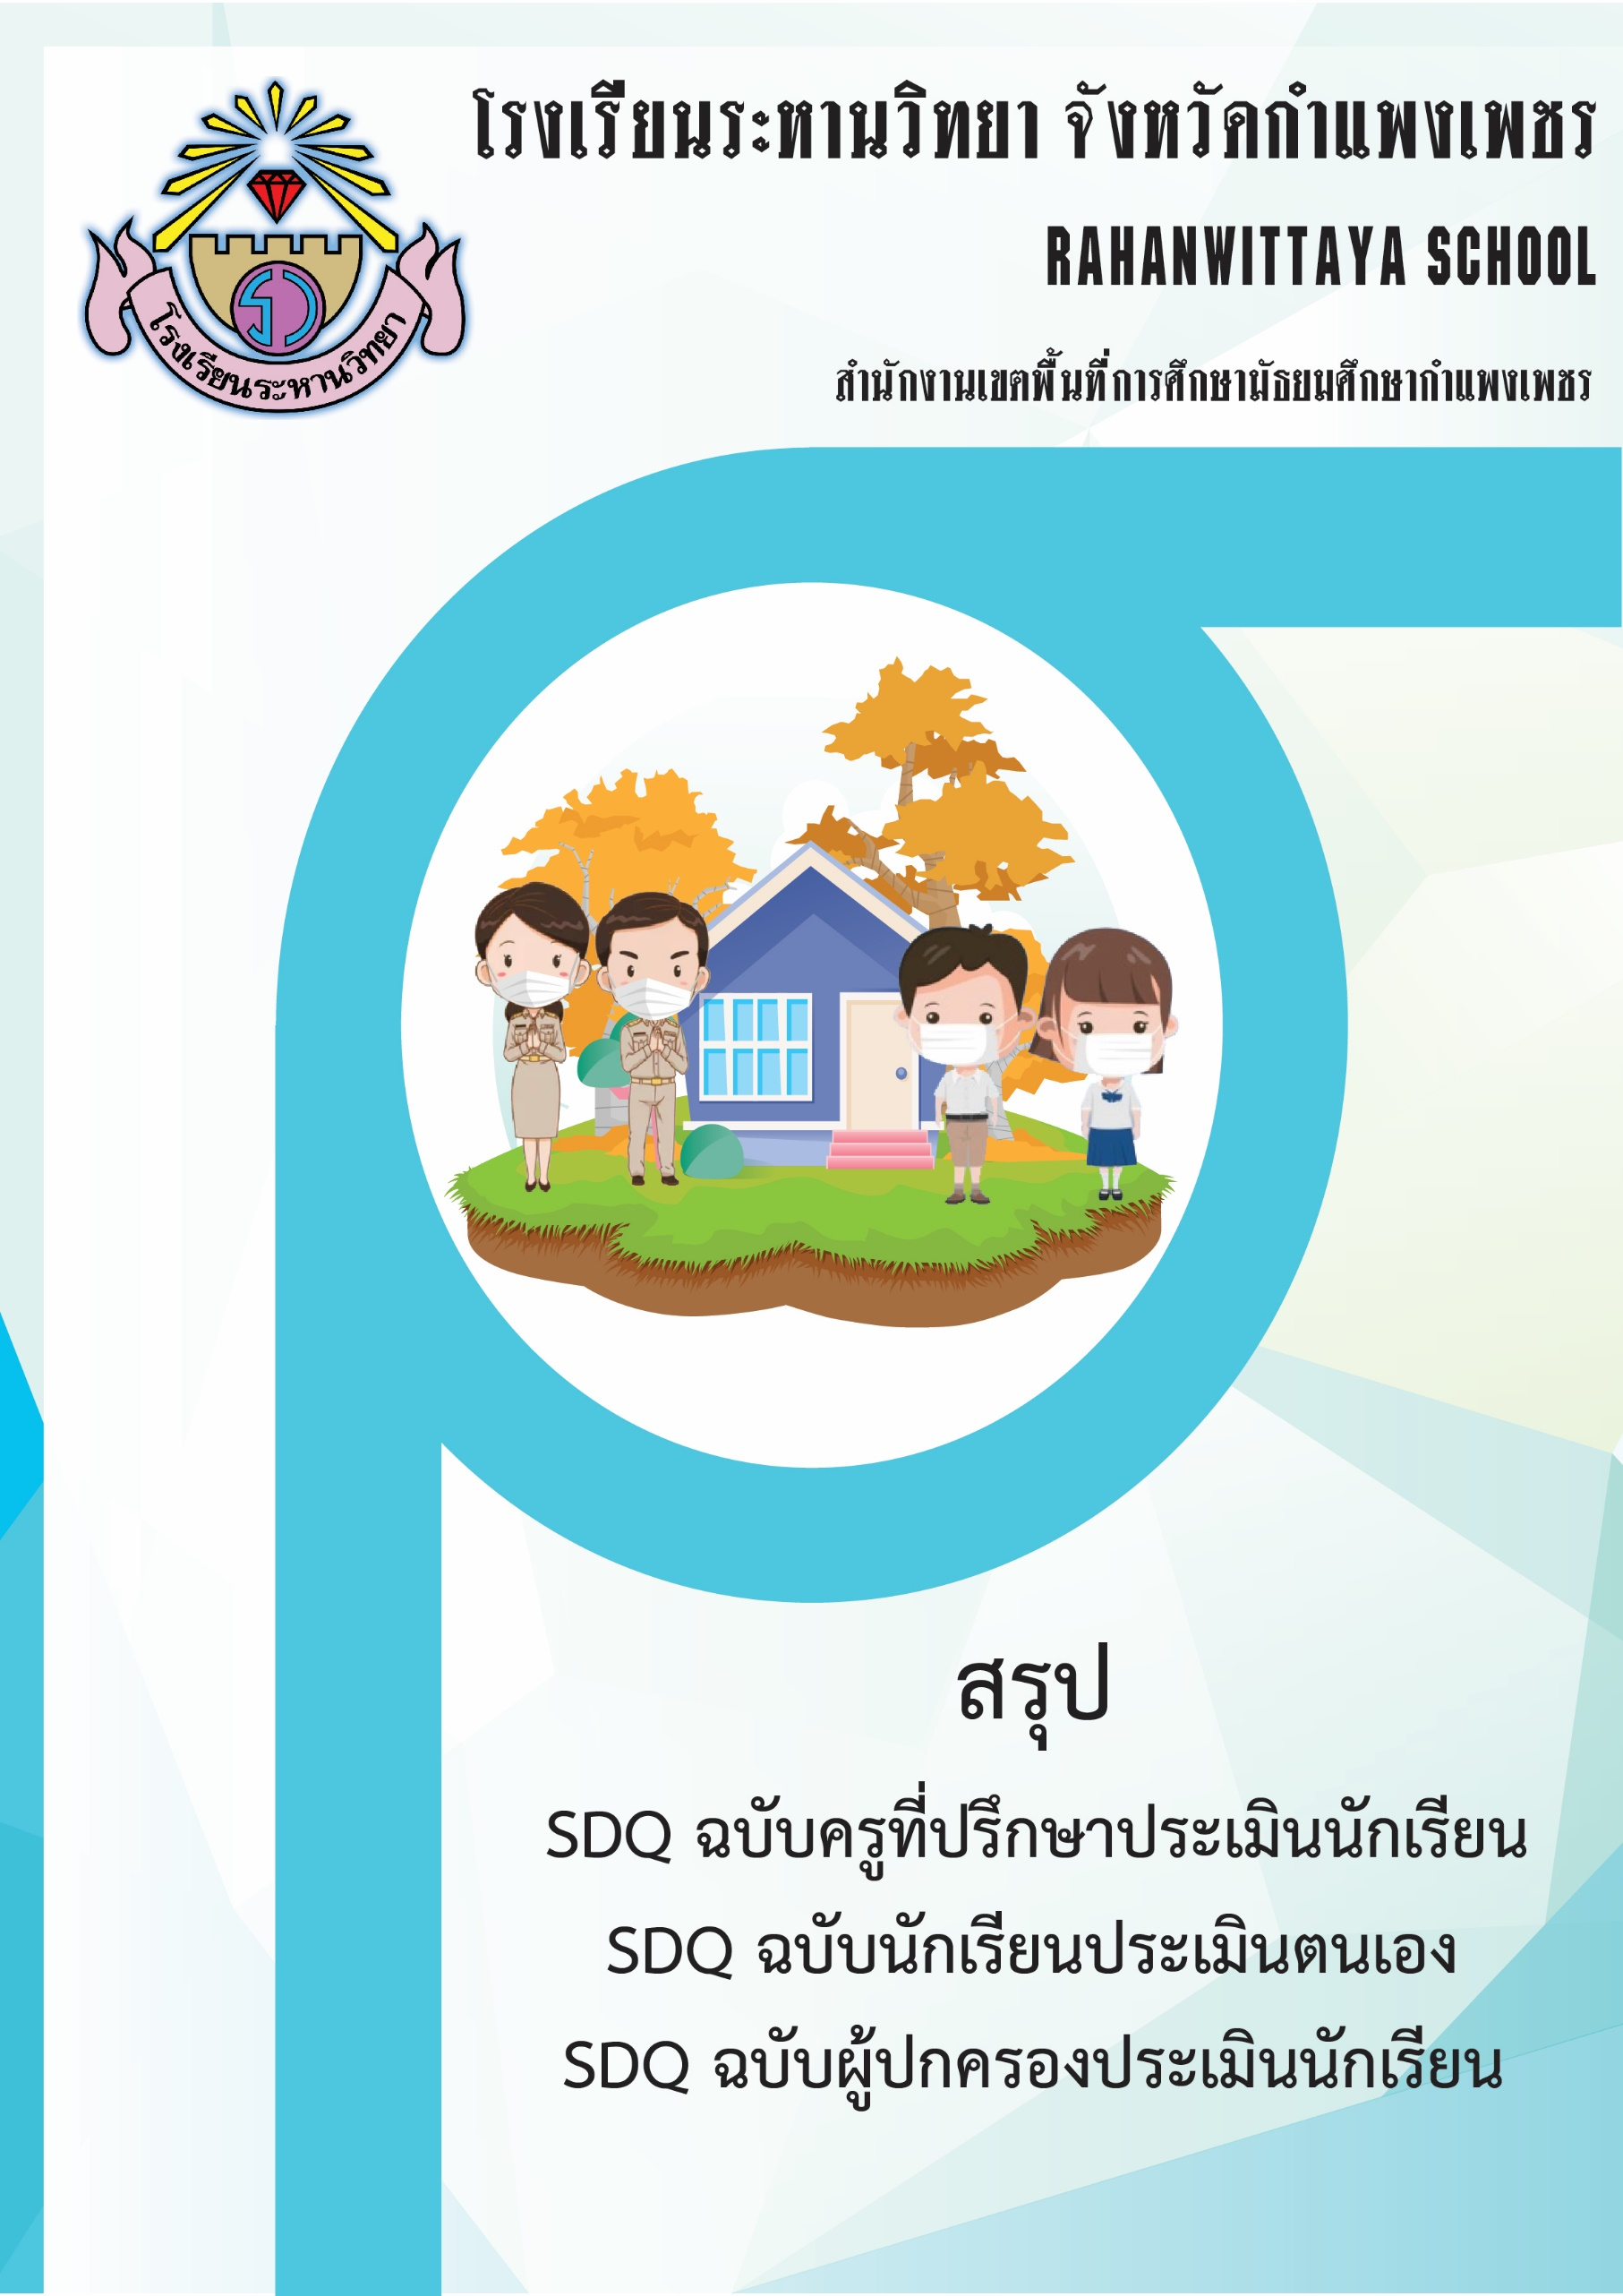 โรงเรียนระหานวิทยา จังหวัดกำแพงเพชร
RAHANWITTAYA SCHOOL
สำนักงานเขตพื้นที่การศึกษามัธยมศึกษากำแพงเพชร
รว
โรงเรียนระหานวิทยา
สรุป
SDQ ฉบับครูที่ปรึกษาประเมินนักเรียน
SDQ ฉบับนักเรียนประเมินตนเอง
SDQ ฉบับผู้ปกครองประเมินนักเรียน